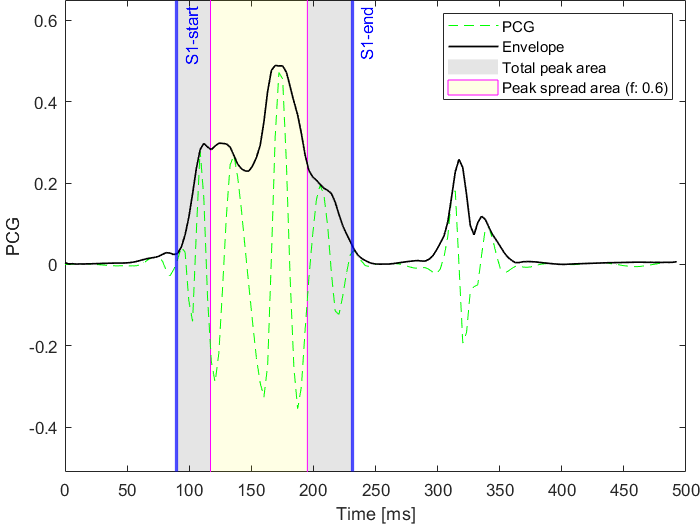 0.6
0.4
0.2
0
-0.2
-0.4
PCG
S1-start
S1-end
PCG
Envelope
Total peak area
Peak spread area (f: 0.6)
0 50 100 150 200 250 300 350 400 450 500
Time [ms]